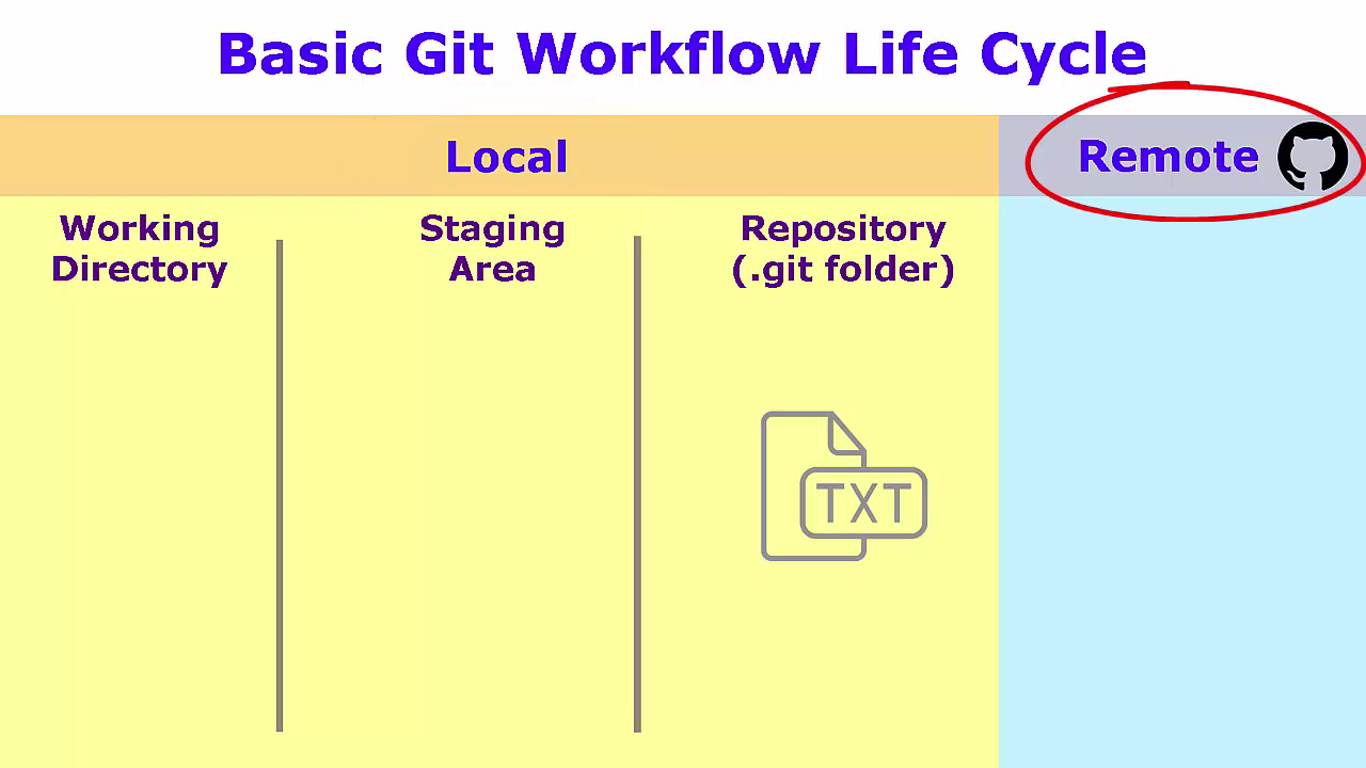 Basic Git Workflow Life Cycle
Local
Remote
Working
Directory
Staging
Area
Repository
(.git folder)
TXT